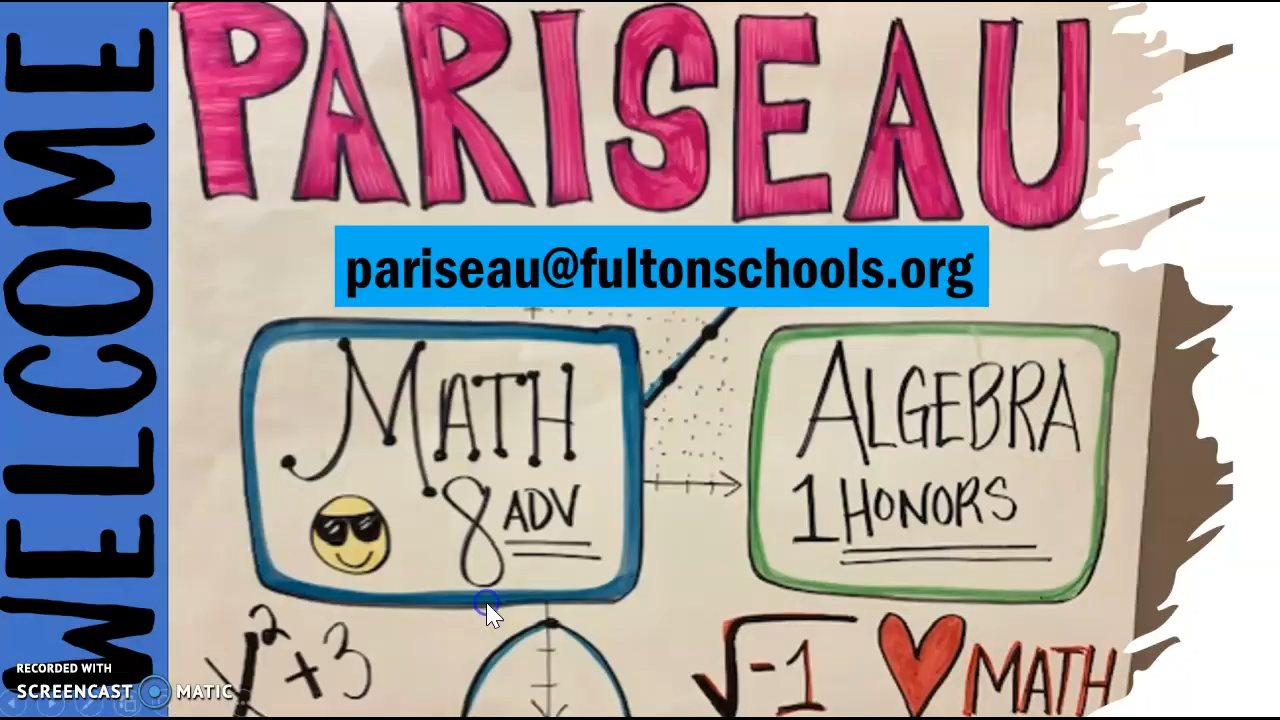 WELCOME
PARISEAU
pariseau@fultonschools.org
MATH
8 ADV
ALGEBRA
1 HONORS
+3
√-1 ❤ MATH
RECORDED WITH
SCREENCAST MATIC